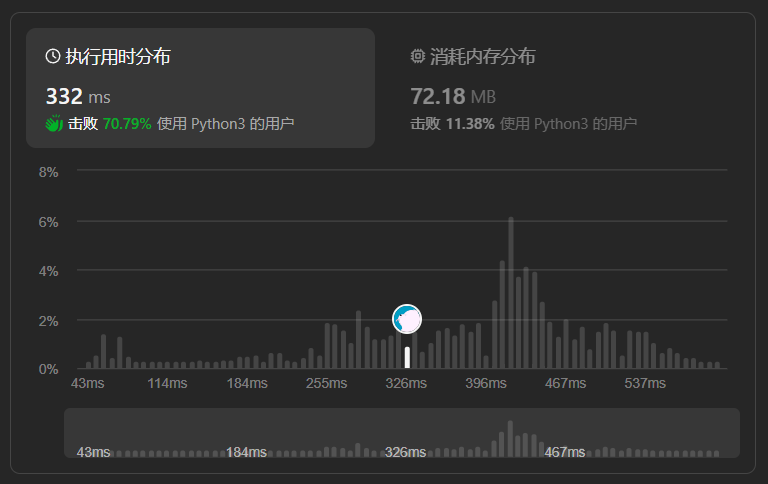 执行用时分布
332 ms
击败 70.79% 使用 Python3 的用户
消耗内存分布
72.18 MB
击败 11.38% 使用 Python3 的用户
8%
6%
4%
2%
0%
43ms 114ms 184ms 255ms 326ms 396ms 467ms 537ms
43ms 184ms 326ms 467ms